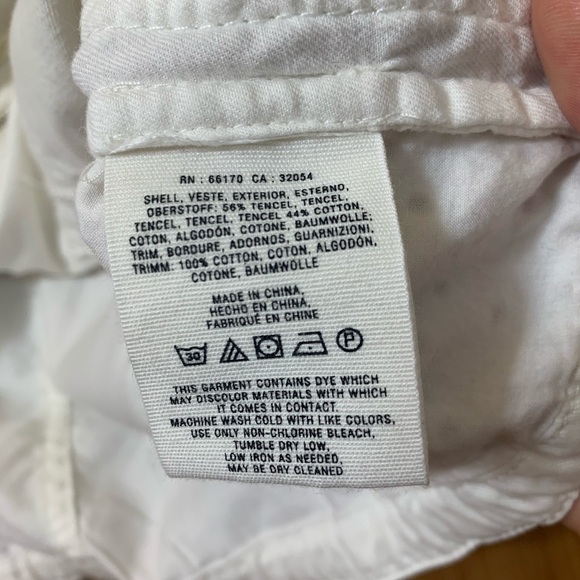 RN : 66170 CA : 32054
SHELL, VESTE, EXTERIOR, ESTERNO,
OBERSTOFF: 56% TENCEL, TENCEL,
TENCEL, TENCEL, TENCEL 44% COTTON,
COTON, ALGODÓN, COTONE, BAUMWOLLE;
TRIM, BORDURE, ADORNOS, GUARNIZIONI,
TRIMM: 100% COTTON, COTON, ALGODÓN,
COTONE, BAUMWOLLE
MADE IN CHINA,
HECHO EN CHINA,
FABRIQUÉ EN CHINE
30 P
THIS GARMENT CONTAINS DYE WHICH
MAY DISCOLOR MATERIALS WITH WHICH
IT COMES IN CONTACT.
MACHINE WASH COLD WITH LIKE COLORS,
USE ONLY NON-CHLORINE BLEACH,
TUMBLE DRY LOW,
LOW IRON AS NEEDED,
MAY BE DRY CLEANED